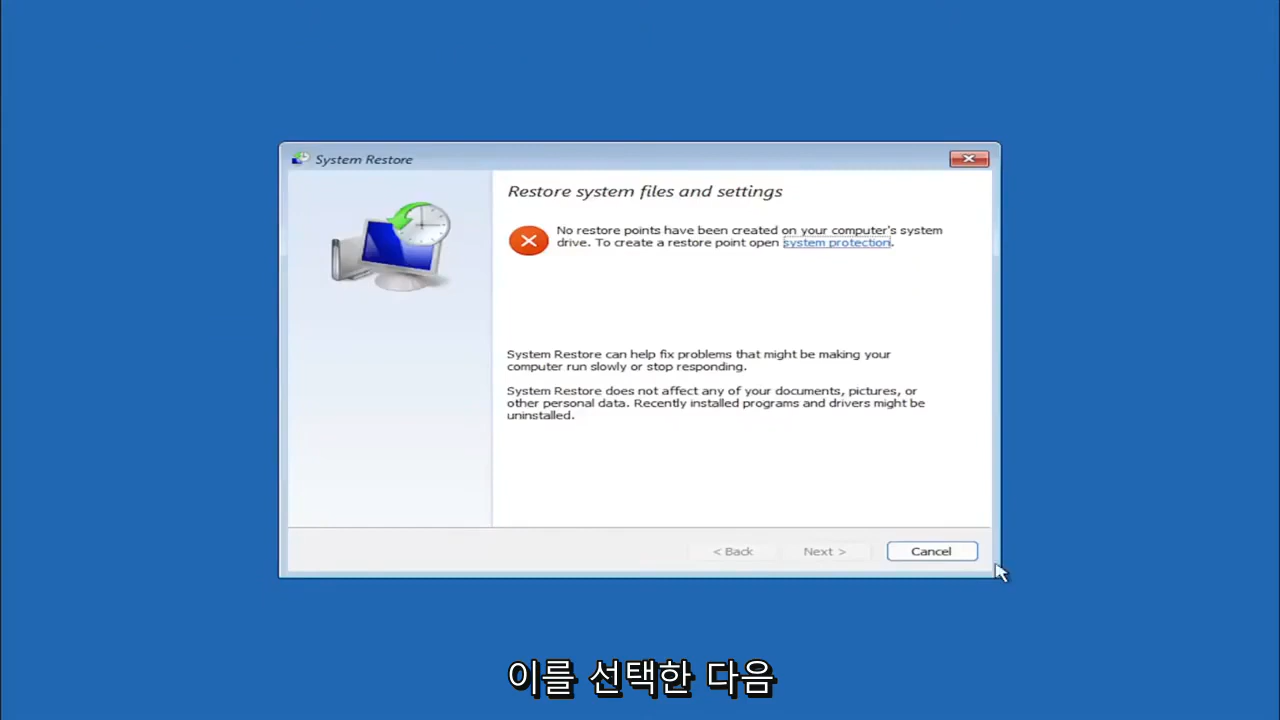 System Restore
Restore system files and settings
No restore points have been created on your computer's system
drive. To create a restore point open system protection.
System Restore can help fix problems that might be making your
computer run slowly or stop responding.
System Restore does not affect any of your documents, pictures, or
other personal data. Recently installed programs and drivers might be
uninstalled.
< Back
Next >
Cancel
이를 선택한 다음